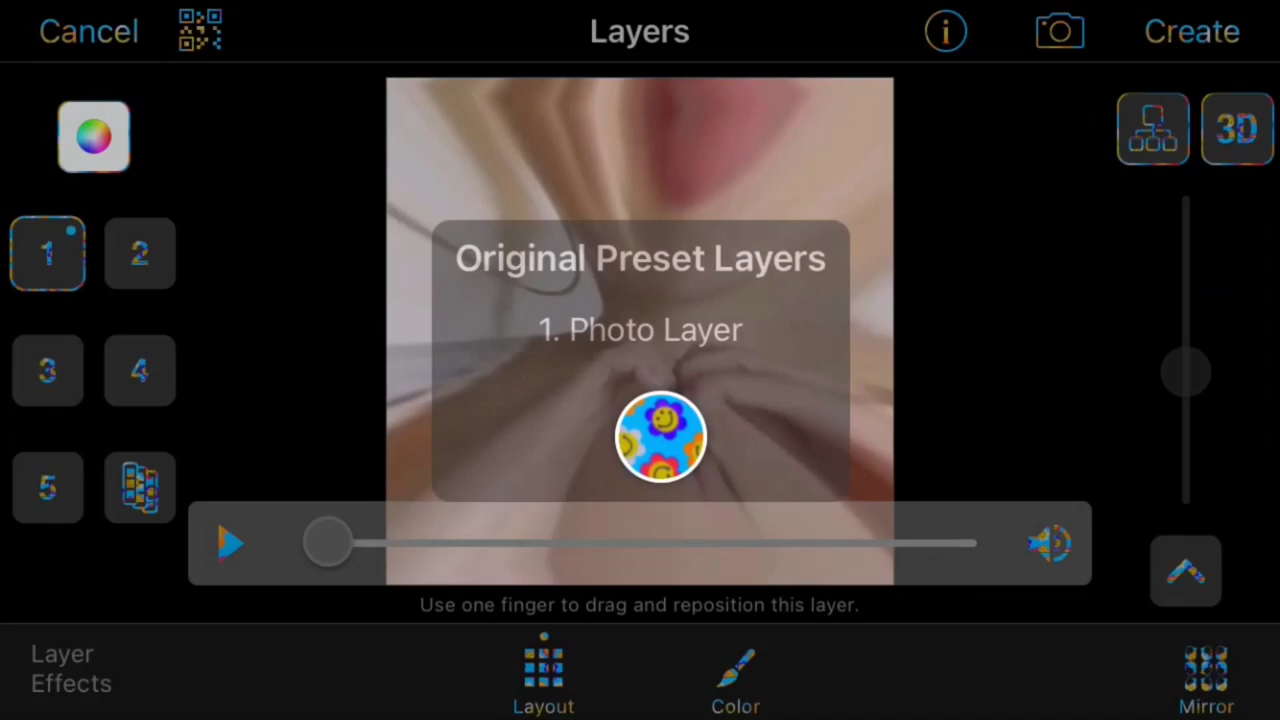 Cancel
Layers
Create
3D
1
2
Original Preset Layers
1. Photo Layer
3
4
5
Use one finger to drag and reposition this layer.
Layer
Effects
Layout
Color
Mirror